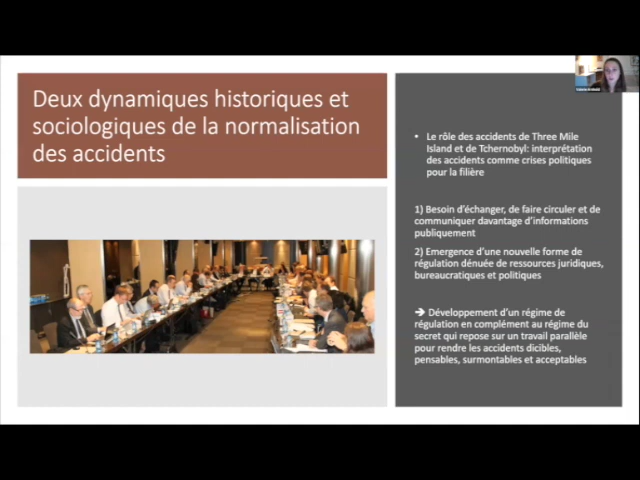 Deux dynamiques historiques et
sociologiques de la normalisation
des accidents
• Le rôle des accidents de Three Mile
Island et de Tchernobyl: interprétation
des accidents comme crises politiques
pour la filière
1) Besoin d'échanger, de faire circuler et de
communiquer davantage d'informations
publiquement
2) Emergence d'une nouvelle forme de
régulation dénuée de ressources juridiques,
bureaucratiques et politiques
➔ Développement d'un régime de
régulation en complément au régime du
secret qui repose sur un travail parallèle
pour rendre les accidents dicibles,
pensables, surmontables et acceptables